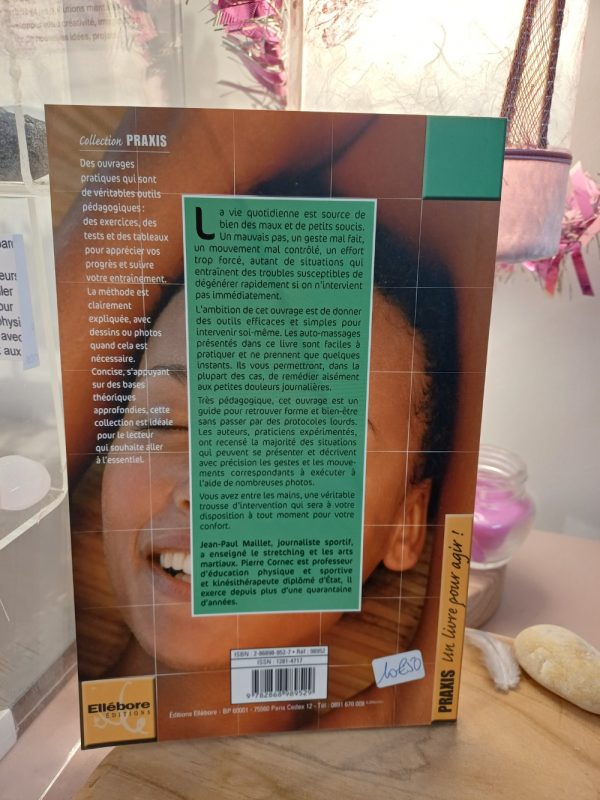 Collection PRAXIS
Des ouvrages
pratiques qui sont
de véritables outils
pédagogiques :
des exercices, des
tests et des tableaux
pour apprécier vos
progrès et suivre
votre entraînement.
La méthode est
clairement
expliquée, avec
dessins ou photos
quand cela est
nécessaire.
Concise, s'appuyant
sur des bases
théoriques
approfondies, cette
collection est idéale
pour le lecteur
qui souhaite aller
à l'essentiel.
La vie quotidienne est source de
bien des maux et de petits soucis.
Un mauvais pas, un geste mal fait,
un mouvement mal contrôlé, un effort
trop forcé, autant de situations qui
entraînent des troubles susceptibles de
dégénérer rapidement si on n'intervient
pas immédiatement.
L'ambition de cet ouvrage est de donner
des outils efficaces et simples pour
intervenir soi-même. Les auto-massages
présentés dans ce livre sont faciles à
pratiquer et ne prennent que quelques
instants. Ils vous permettront, dans la
plupart des cas, de remédier aisément
aux petites douleurs journalières.
Très pédagogique, cet ouvrage est un
guide pour retrouver forme et bien-être
sans passer par des protocoles lourds.
Les auteurs, praticiens expérimentés,
ont recensé la majorité des situations
qui peuvent se présenter et décrivent
avec précision les gestes et les mouve-
ments correspondants à exécuter à
l'aide de nombreuses photos.
Vous avez entre les mains, une véritable
trousse d'intervention qui sera à votre
disposition à tout moment pour votre
confort.
Jean-Paul Maillet, journaliste sportif,
a enseigné le stretching et les arts
martiaux. Pierre Cornec est professeur
d'éducation physique et sportive
et kinésithérapeute diplômé d'État, il
exerce depuis plus d'une quarantaine
d'années.
ISBN : 2-86898-952-7 • Réf : 98952
ISSN : 1281-4717
9 782868 989529
10€50
Ellébore
ÉDITIONS
Éditions Ellébore - BP 60001 - 75560 Paris Cedex 12 - Tél : 0891 670 008
PRAXIS Un livre pour agir !